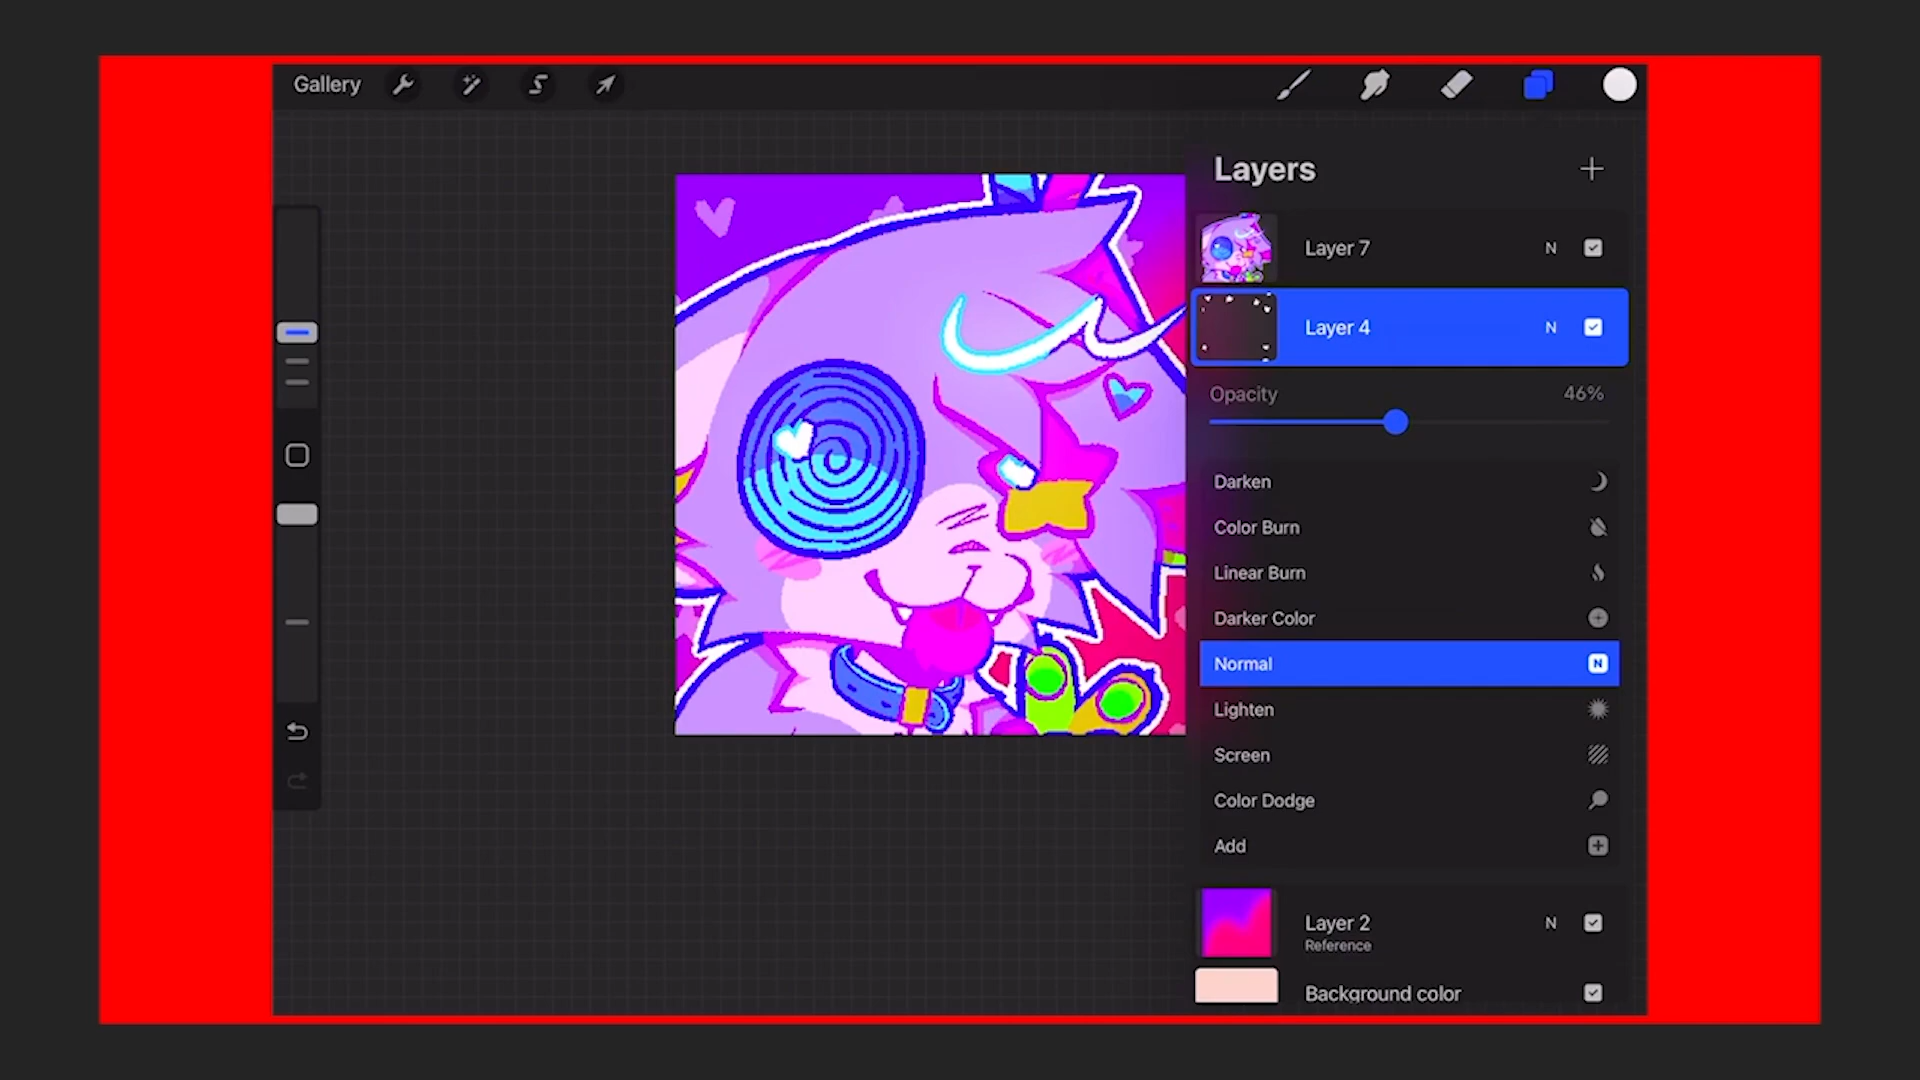 Gallery
Layers
Layer 7 N
Layer 4 N
Opacity 46%
Darken
Color Burn
Linear Burn
Darker Color
Normal N
Lighten
Screen
Color Dodge
Add
Layer 2 N
Reference
Background color